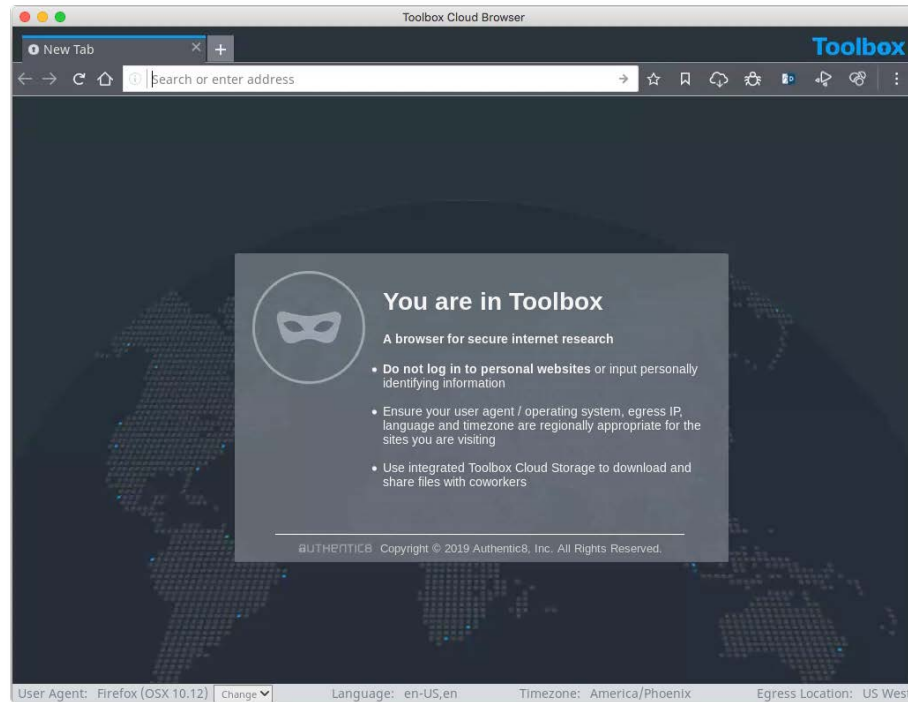 Toolbox Cloud Browser
New Tab
Toolbox
Search or enter address
You are in Toolbox
A browser for secure internet research
• Do not log in to personal websites or input personally
identifying information
• Ensure your user agent / operating system, egress IP,
language and timezone are regionally appropriate for the
sites you are visiting
• Use integrated Toolbox Cloud Storage to download and
share files with coworkers
AUTHENTIC8 Copyright © 2019 Authentic8, Inc. All Rights Reserved.
User Agent: Firefox (OSX 10.12) Change Language: en-US,en Timezone: America/Phoenix Egress Location: US West